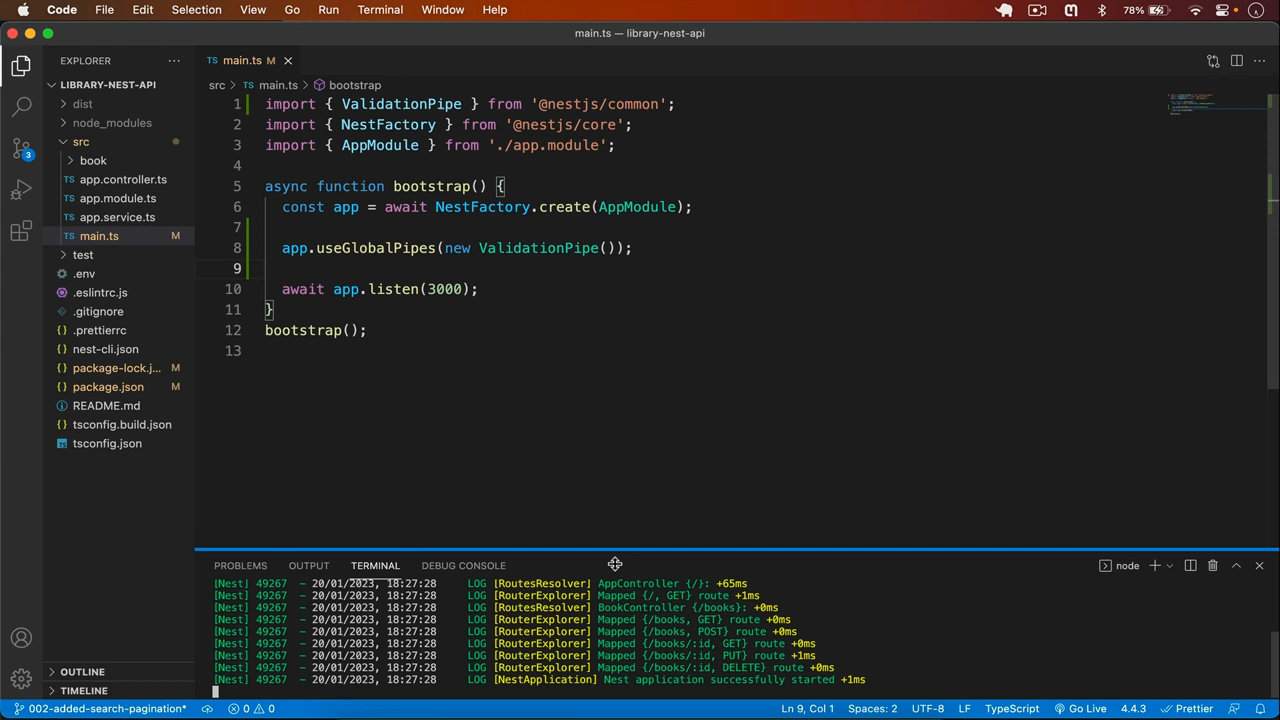 Code File Edit Selection View Go Run Terminal Window Help 78%
main.ts — library-nest-api
EXPLORER
main.ts M
LIBRARY-NEST-API
src main.ts bootstrap
dist
node_modules
src
book
app.controller.ts
app.module.ts
app.service.ts
main.ts M
test
.env
.eslintrc.js
.gitignore
.prettierrc
nest-cli.json
package-lock.j... M
package.json M
README.md
tsconfig.build.json
tsconfig.json
OUTLINE
TIMELINE
3
1 import { ValidationPipe } from '@nestjs/common';
2 import { NestFactory } from '@nestjs/core';
3 import { AppModule } from './app.module';
4
5 async function bootstrap() {
6 const app = await NestFactory.create(AppModule);
7
8 app.useGlobalPipes(new ValidationPipe());
9
10 await app.listen(3000);
11 }
12 bootstrap();
13
PROBLEMS OUTPUT TERMINAL DEBUG CONSOLE node
[Nest] 49267 - 20/01/2023, 18:27:28 LOG [RoutesResolver] AppController {/}: +65ms
[Nest] 49267 - 20/01/2023, 18:27:28 LOG [RouterExplorer] Mapped {/, GET} route +1ms
[Nest] 49267 - 20/01/2023, 18:27:28 LOG [RoutesResolver] BookController {/books}: +0ms
[Nest] 49267 - 20/01/2023, 18:27:28 LOG [RouterExplorer] Mapped {/books, GET} route +0ms
[Nest] 49267 - 20/01/2023, 18:27:28 LOG [RouterExplorer] Mapped {/books, POST} route +0ms
[Nest] 49267 - 20/01/2023, 18:27:28 LOG [RouterExplorer] Mapped {/books/:id, GET} route +0ms
[Nest] 49267 - 20/01/2023, 18:27:28 LOG [RouterExplorer] Mapped {/books/:id, PUT} route +1ms
[Nest] 49267 - 20/01/2023, 18:27:28 LOG [RouterExplorer] Mapped {/books/:id, DELETE} route +0ms
[Nest] 49267 - 20/01/2023, 18:27:28 LOG [NestApplication] Nest application successfully started +1ms
002-added-search-pagination* 0 0 Ln 9, Col 1 Spaces: 2 UTF-8 LF TypeScript Go Live 4.4.3 Prettier